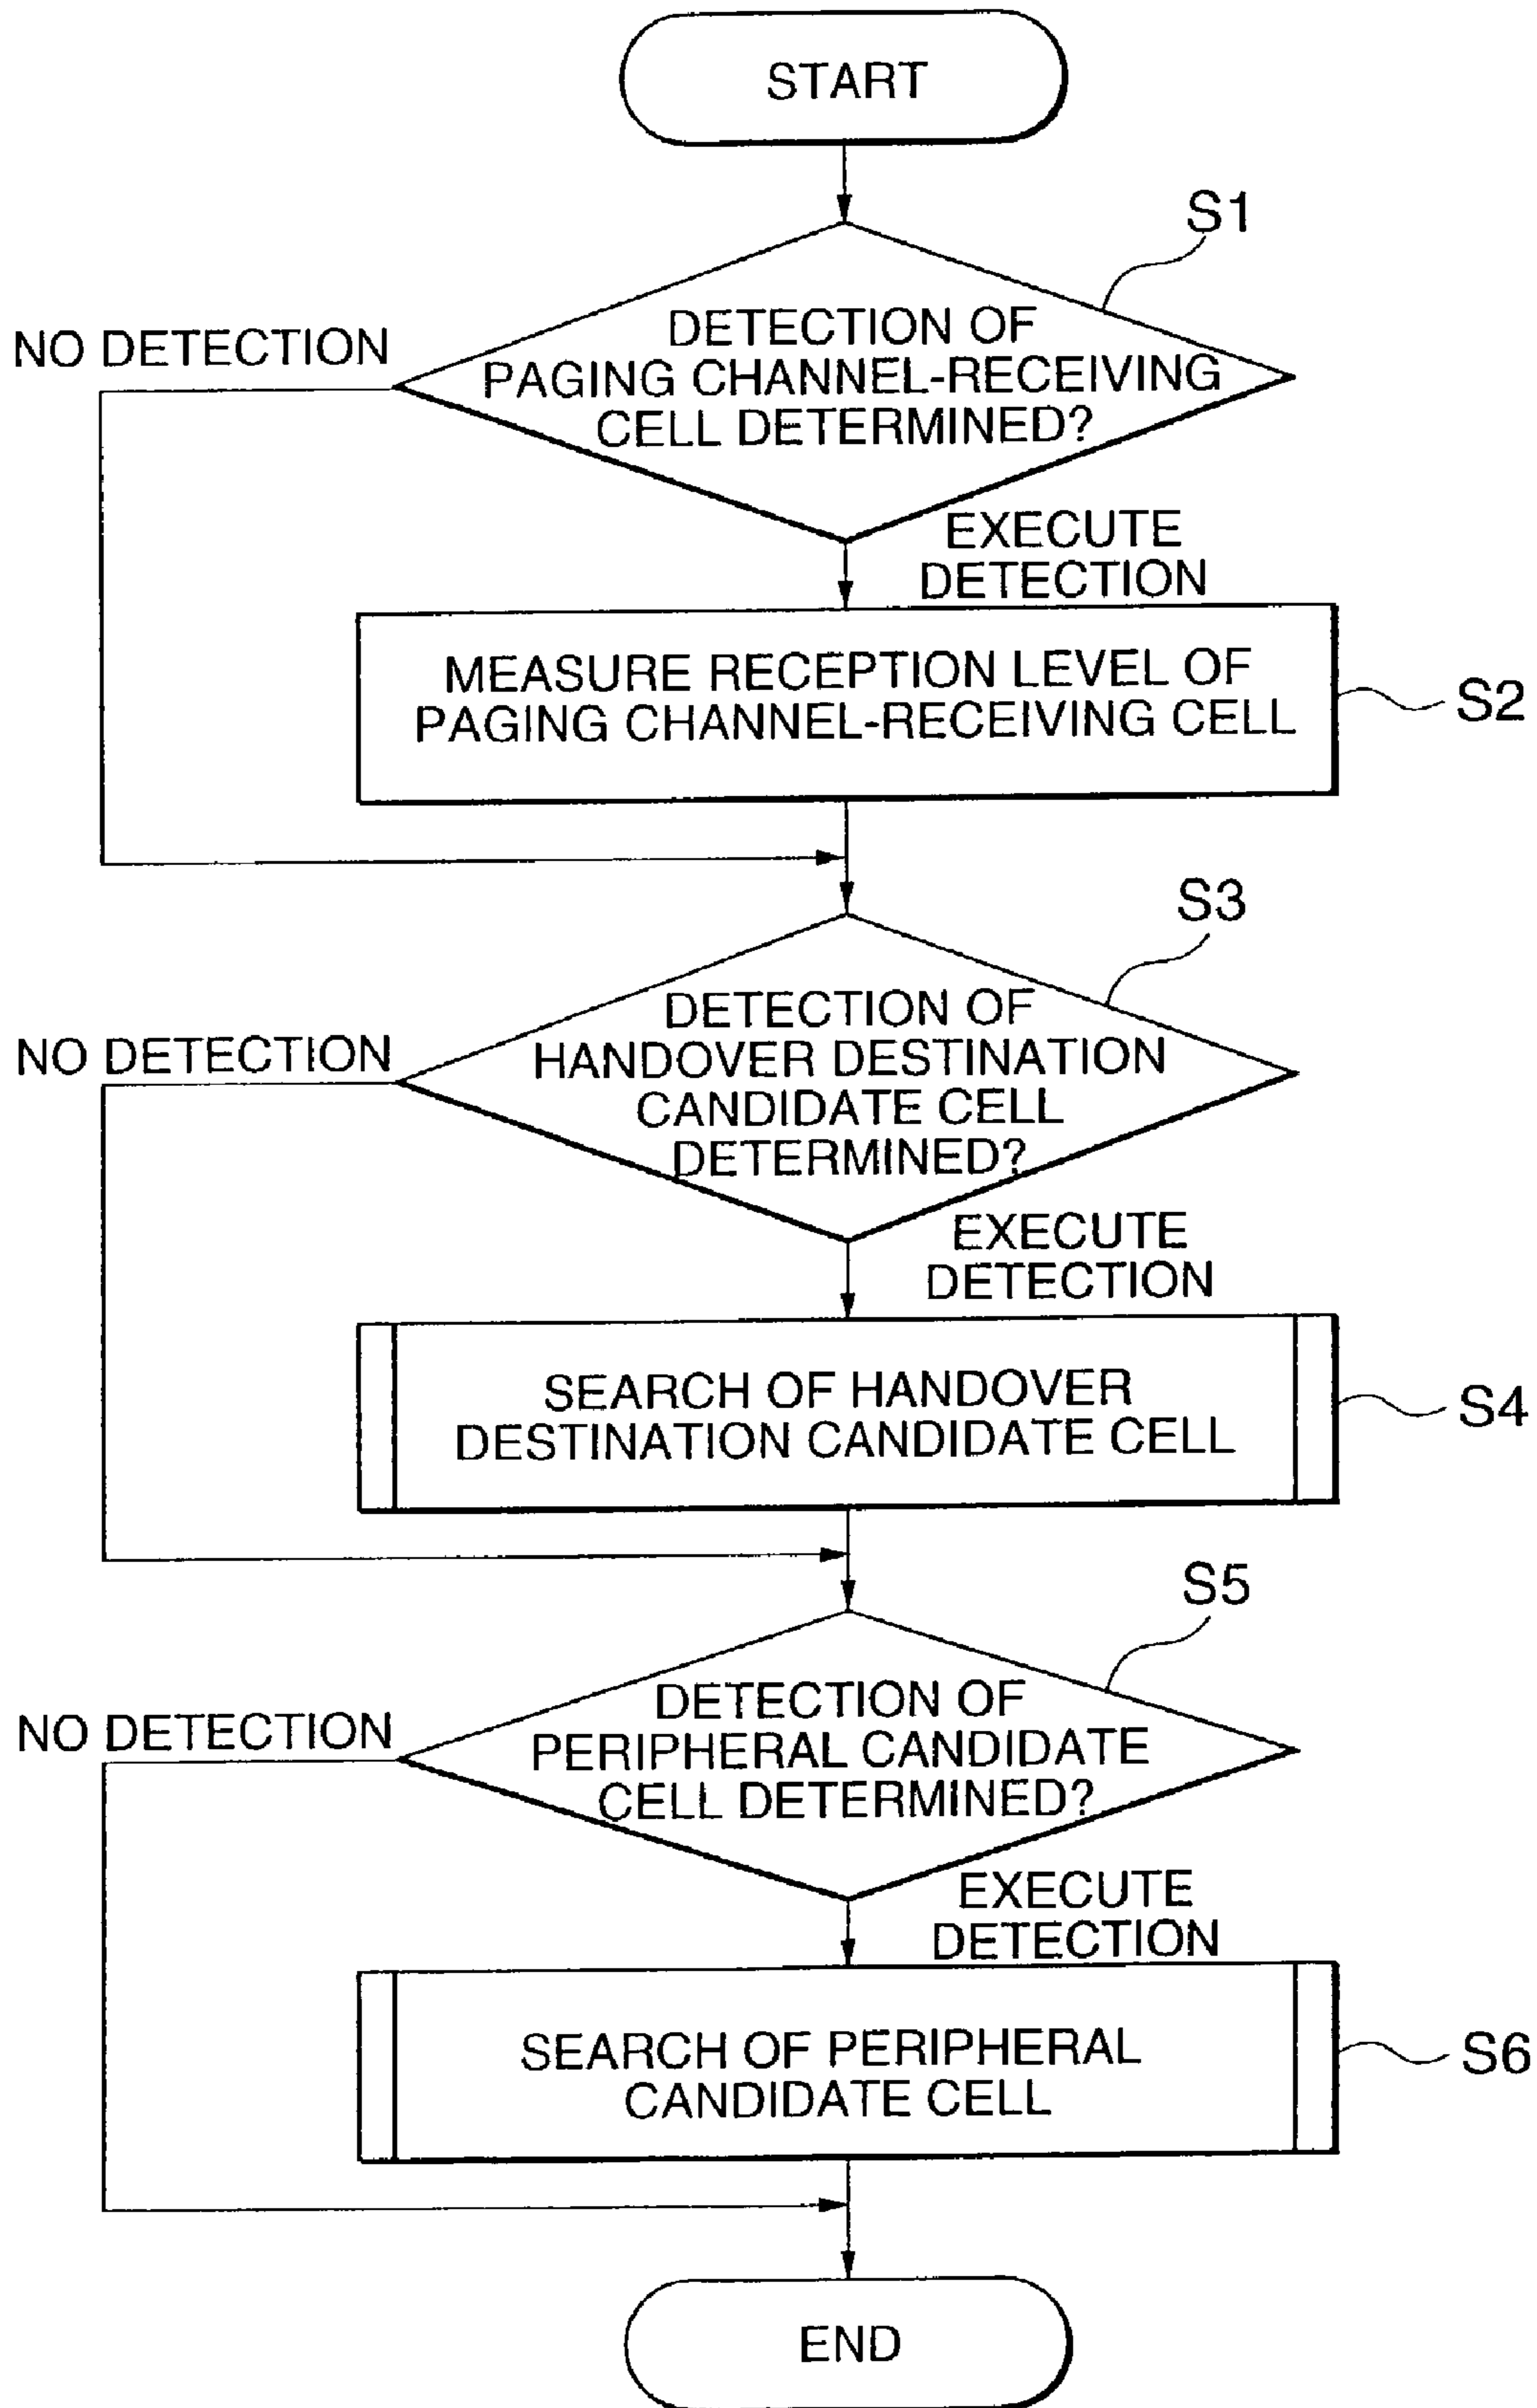 START
S1
NO DETECTION
DETECTION OF
PAGING CHANNEL-RECEIVING
CELL DETERMINED?
EXECUTE
DETECTION
MEASURE RECEPTION LEVEL OF
PAGING CHANNEL-RECEIVING CELL
S2
S3
NO DETECTION
DETECTION OF
HANDOVER DESTINATION
CANDIDATE CELL
DETERMINED?
EXECUTE
DETECTION
SEARCH OF HANDOVER
DESTINATION CANDIDATE CELL
S4
S5
NO DETECTION
DETECTION OF
PERIPHERAL CANDIDATE
CELL DETERMINED?
EXECUTE
DETECTION
SEARCH OF PERIPHERAL
CANDIDATE CELL
S6
END